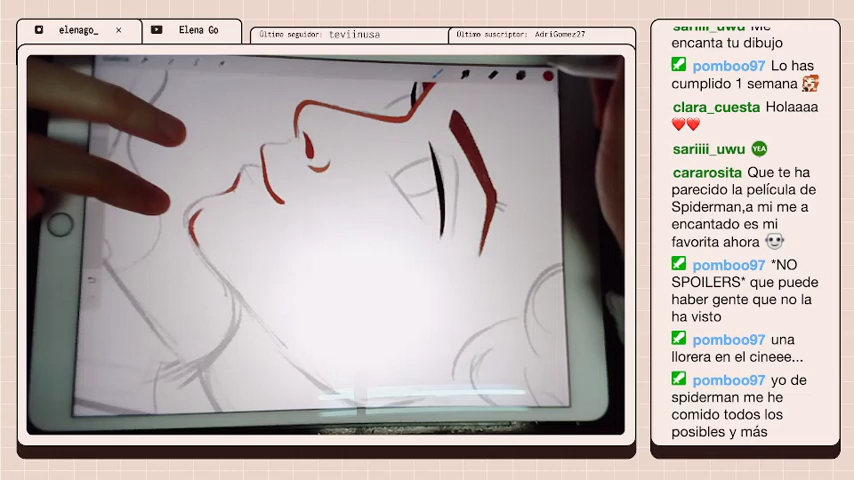 elenago_
Elena Go
Último seguidor: teviinusa
Último suscriptor: AdriGomez27
sariiii_uwu Me
encanta tu dibujo
pomboo97 Lo has
cumplido 1 semana
clara_cuesta Holaaaa
sariiii_uwu YEA
cararosita Que te ha
parecido la película de
Spiderman,a mi me a
encantado es mi
favorita ahora
pomboo97 *NO
SPOILERS* que puede
haber gente que no la
ha visto
pomboo97 una
llorera en el cineee...
pomboo97 yo de
spiderman me he
comido todos los
posibles y más